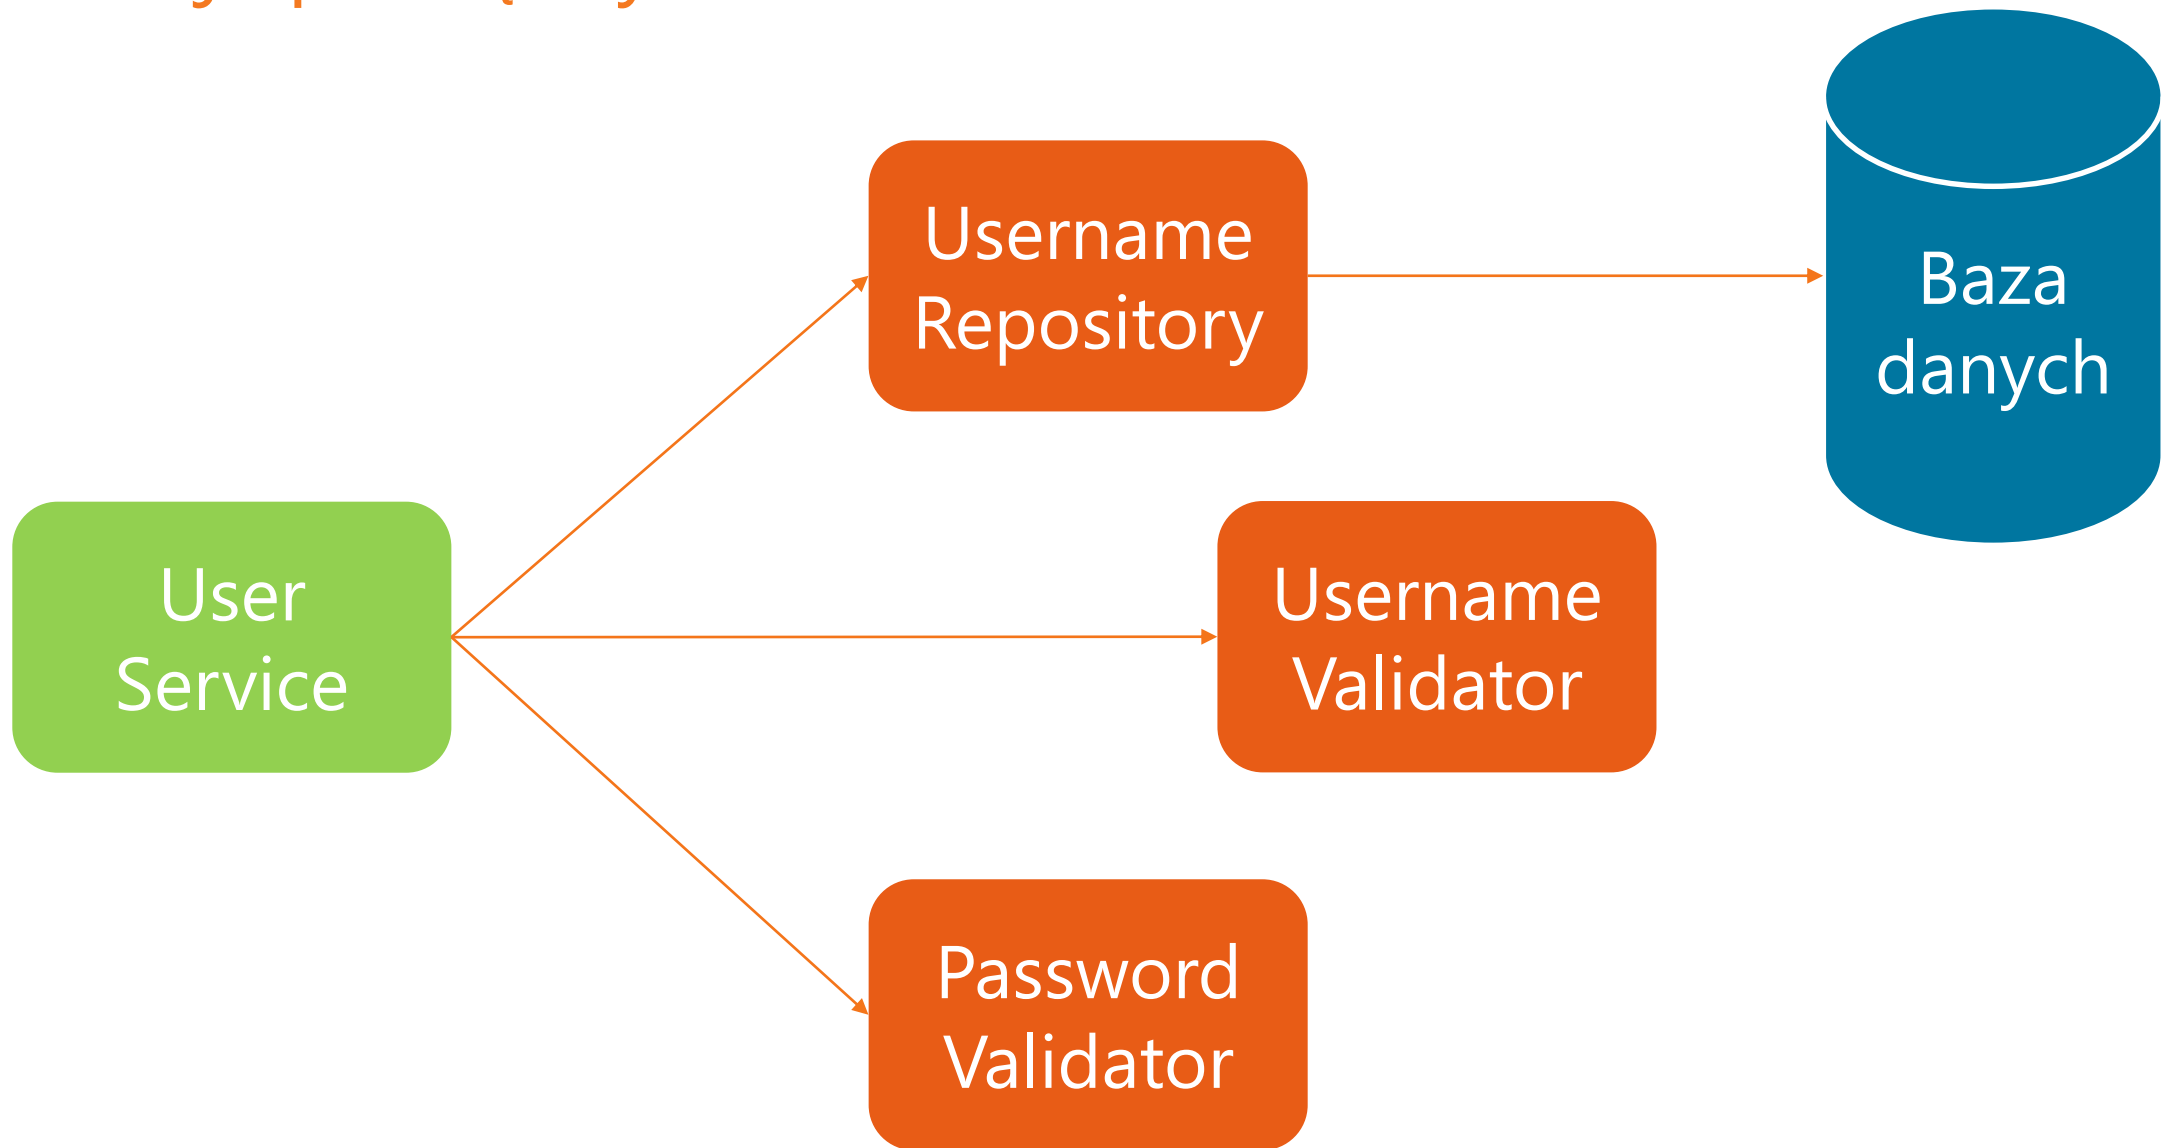 Username
Repository
Baza
danych
User
Service
Username
Validator
Password
Validator